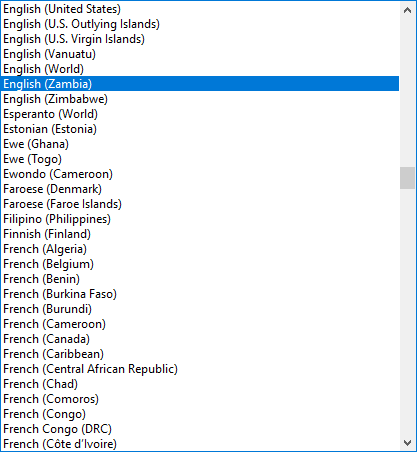 English (United States)
English (U.S. Outlying Islands)
English (U.S. Virgin Islands)
English (Vanuatu)
English (World)
English (Zambia)
English (Zimbabwe)
Esperanto (World)
Estonian (Estonia)
Ewe (Ghana)
Ewe (Togo)
Ewondo (Cameroon)
Faroese (Denmark)
Faroese (Faroe Islands)
Filipino (Philippines)
Finnish (Finland)
French (Algeria)
French (Belgium)
French (Benin)
French (Burkina Faso)
French (Burundi)
French (Cameroon)
French (Canada)
French (Caribbean)
French (Central African Republic)
French (Chad)
French (Comoros)
French (Congo)
French Congo (DRC)
French (Côte d’Ivoire)